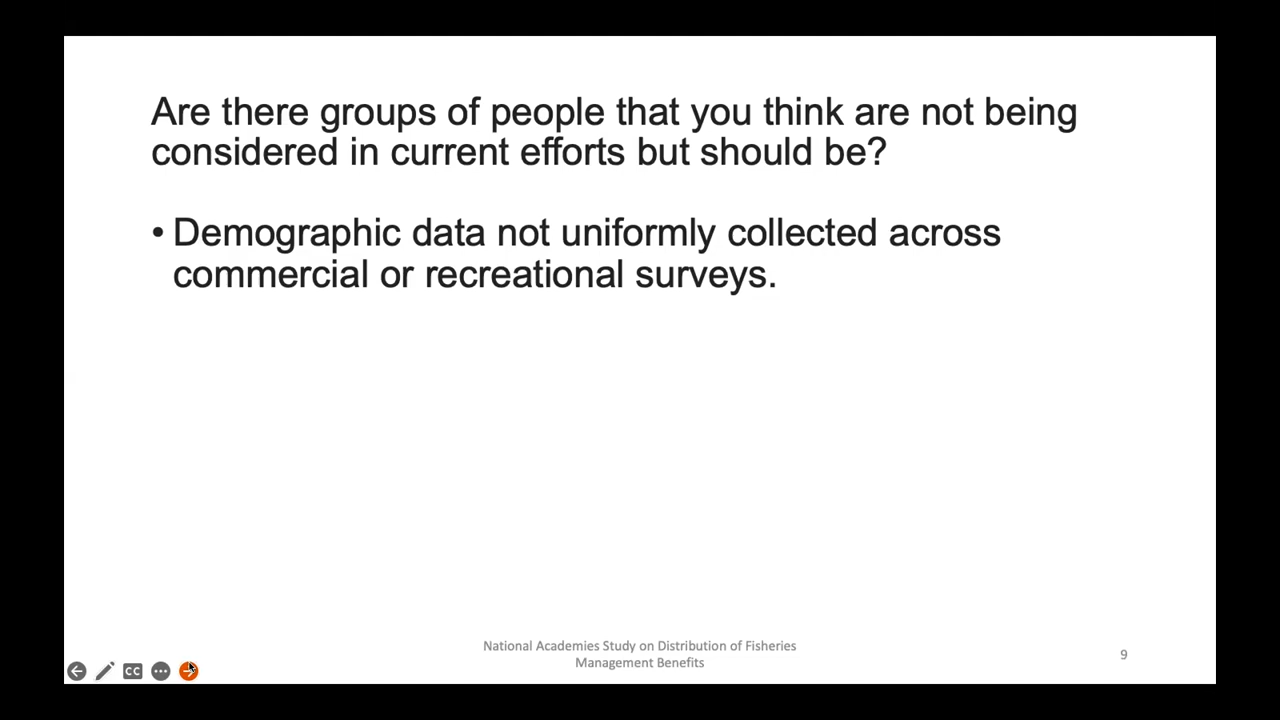 Are there groups of people that you think are not being
considered in current efforts but should be?
• Demographic data not uniformly collected across
commercial or recreational surveys.
National Academies Study on Distribution of Fisheries
Management Benefits
9
CC